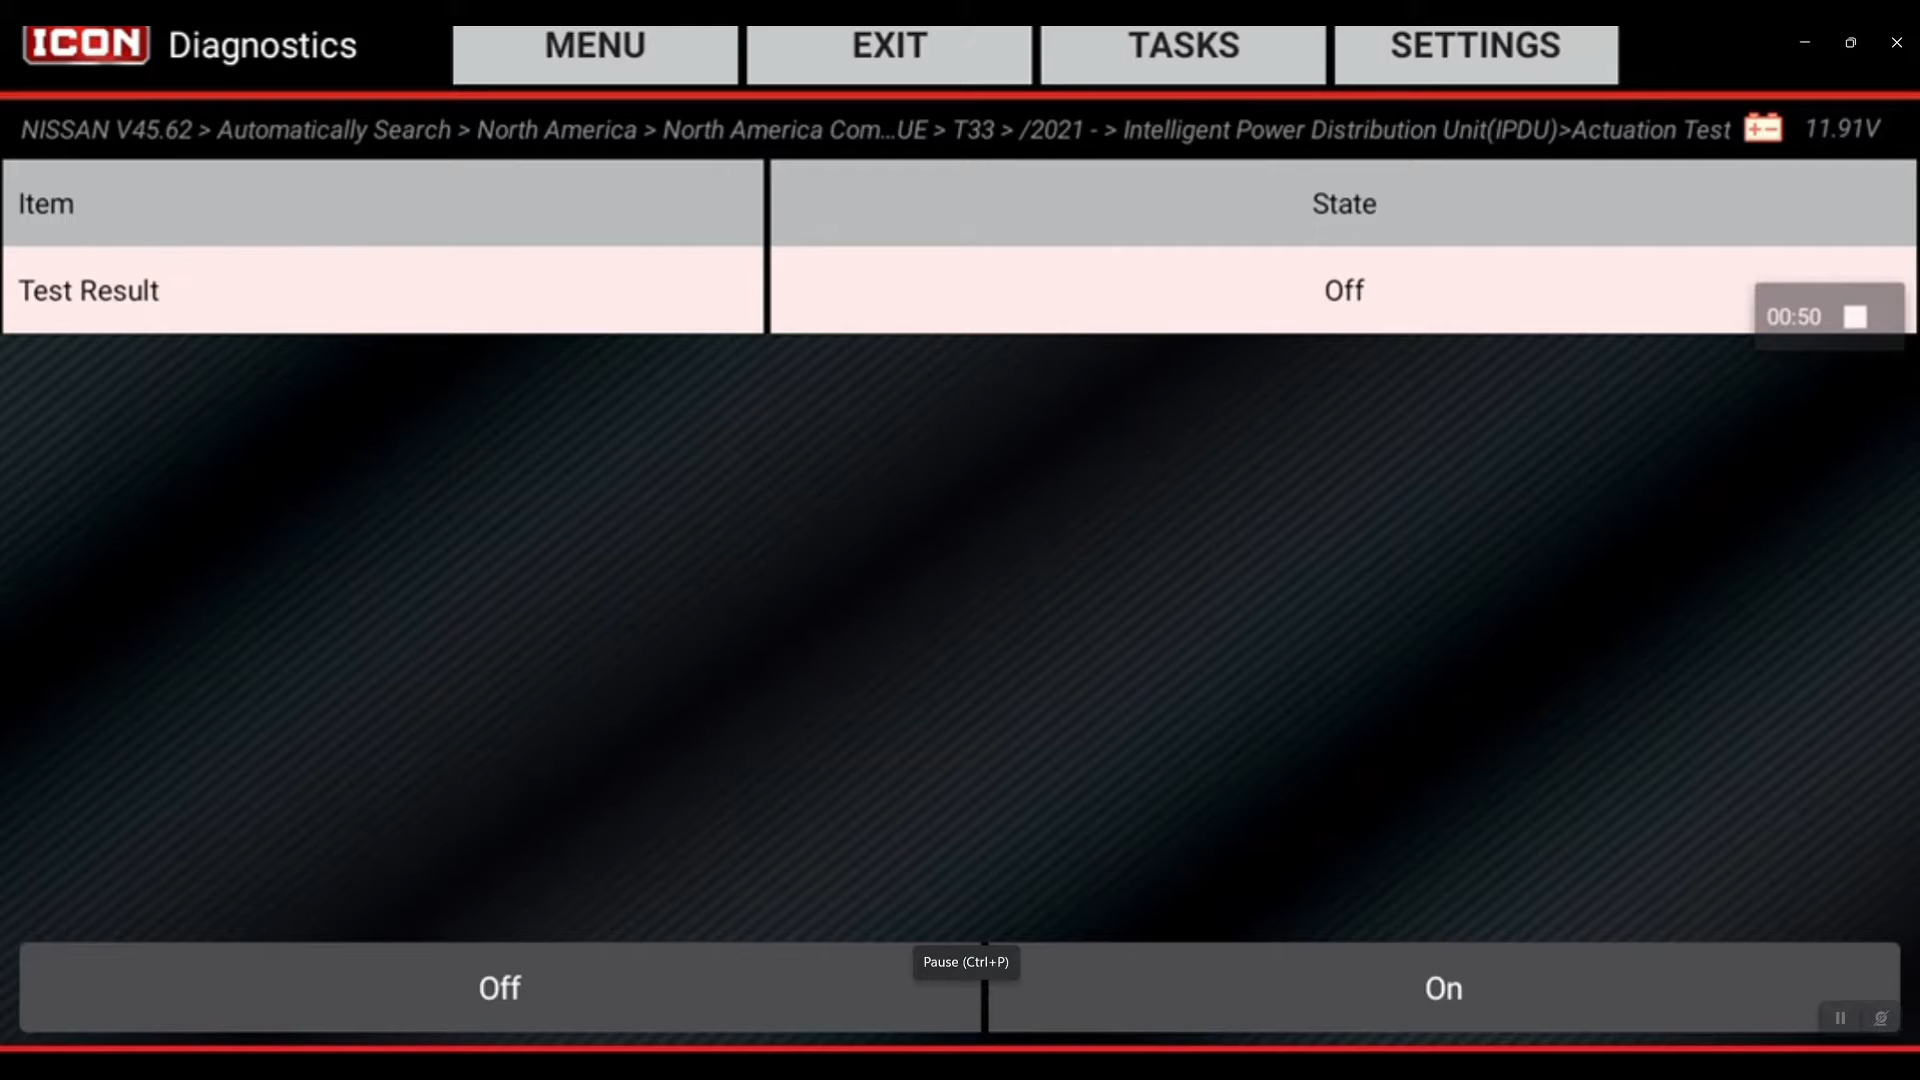 ICON Diagnostics MENU EXIT TASKS SETTINGS
NISSAN V45.62 > Automatically Search > North America > North America Com...UE > T33 > /2021 - > Intelligent Power Distribution Unit(IPDU)>Actuation Test 11.91V
Item State
Test Result Off
00:50
Pause (Ctrl+P)
Off On